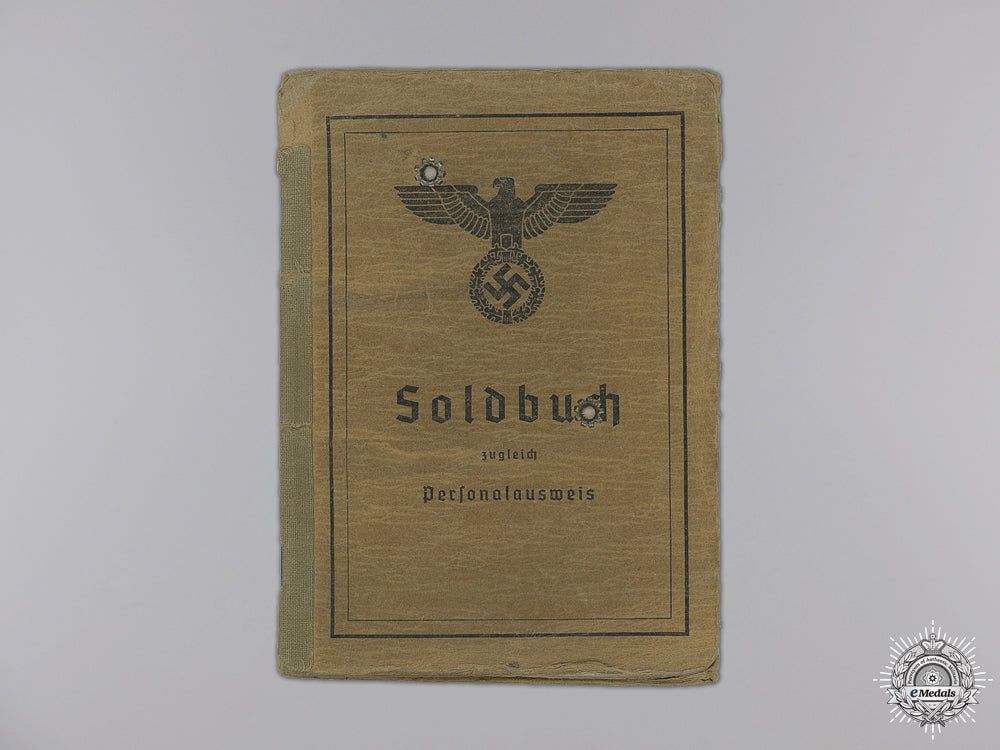 Soldbuch
zugleich
Personalausweis
eMedals